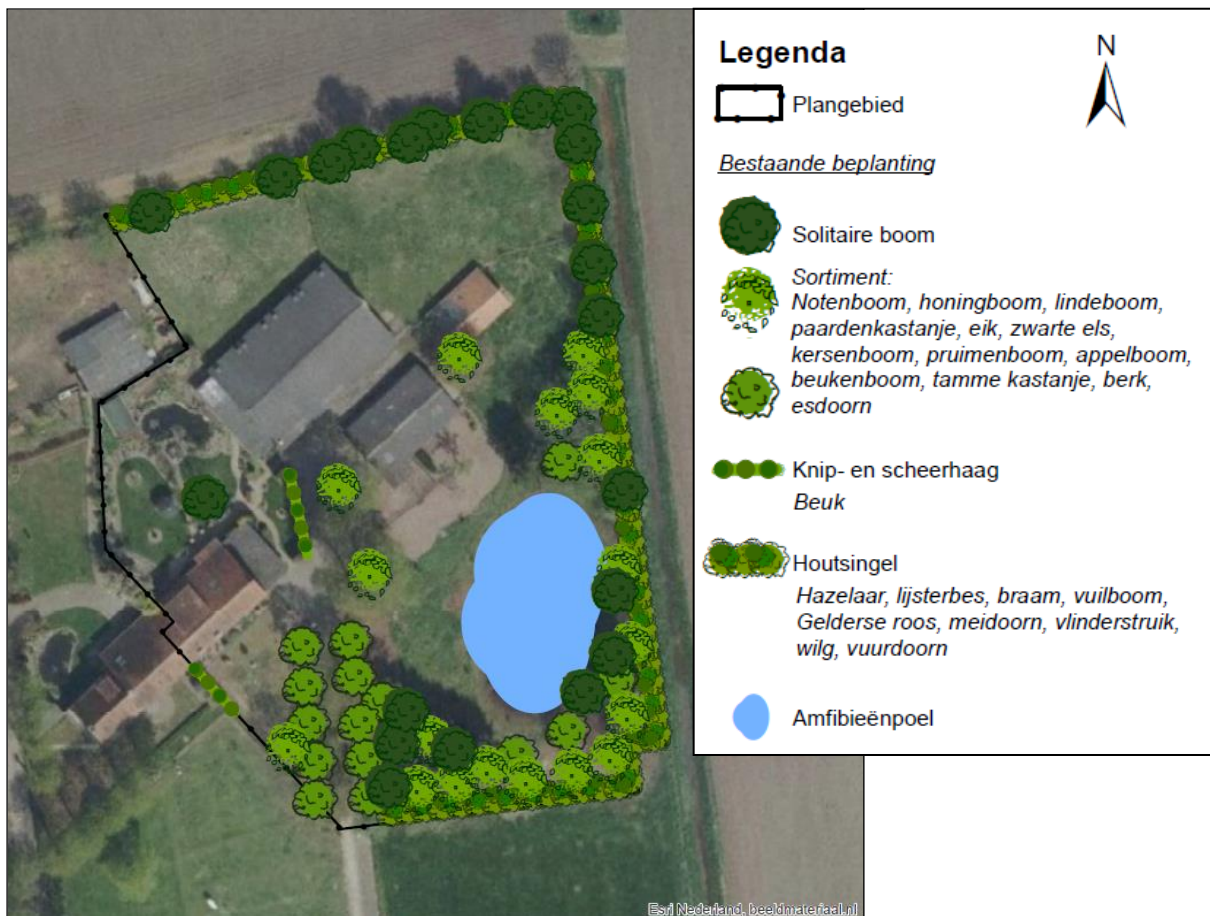 Legenda
N
Plangebied
Bestaande beplanting
Solitaire boom
Sortiment:
Notenboom, honingboom, lindeboom,
paardenkastanje, eik, zwarte els,
kersenboom, pruimenboom, appelboom,
beukenboom, tamme kastanje, berk,
esdoorn
Knip- en scheerhaag
Beuk
Houtsingel
Hazelaar, lijsterbes, braam, vuilboom,
Gelderse roos, meidoorn, vlinderstruik,
wilg, vuurdoorn
Amfibieënpoel
Esri Nederland, beeldmateriaal.nl